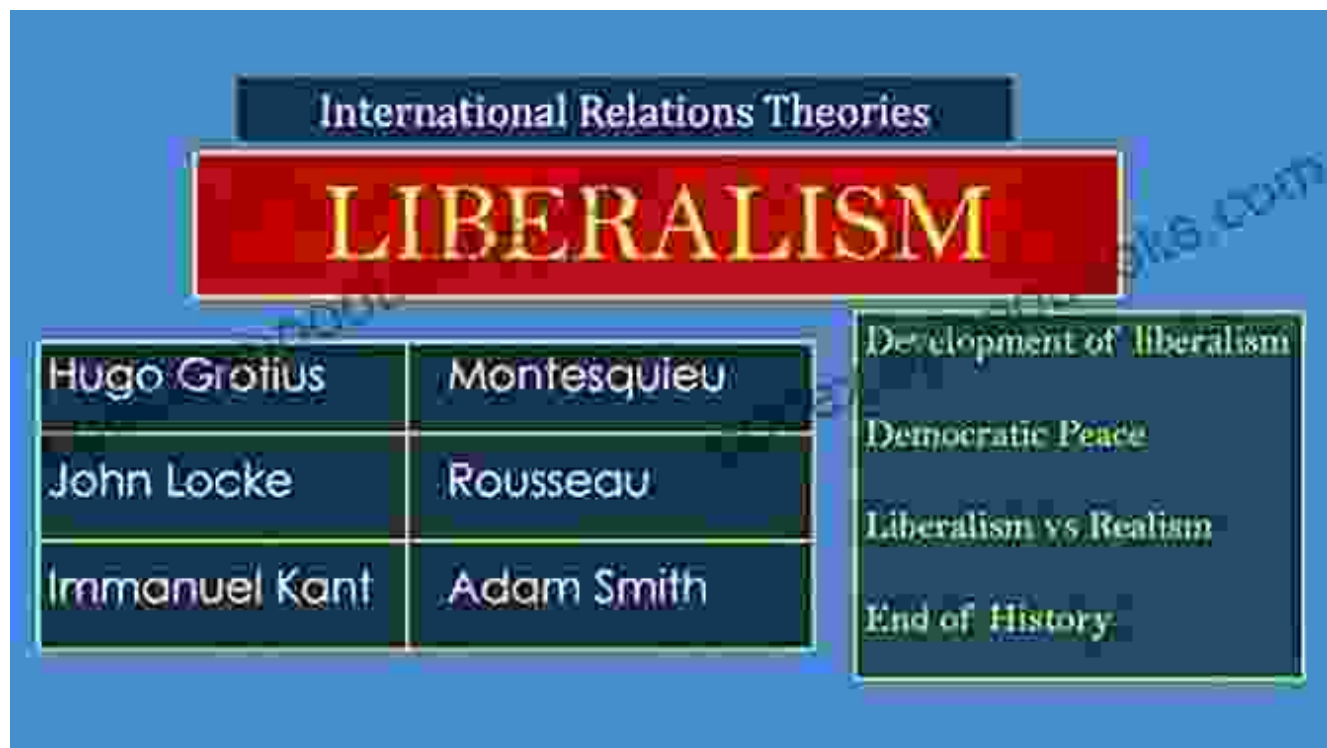 International Relations Theories
LIBERALISM
Hugo Grotius
Montesquieu
John Locke
Rousseau
Immanuel Kant
Adam Smith
Development of liberalism
Democratic Peace
Liberalism vs Realism
End of History